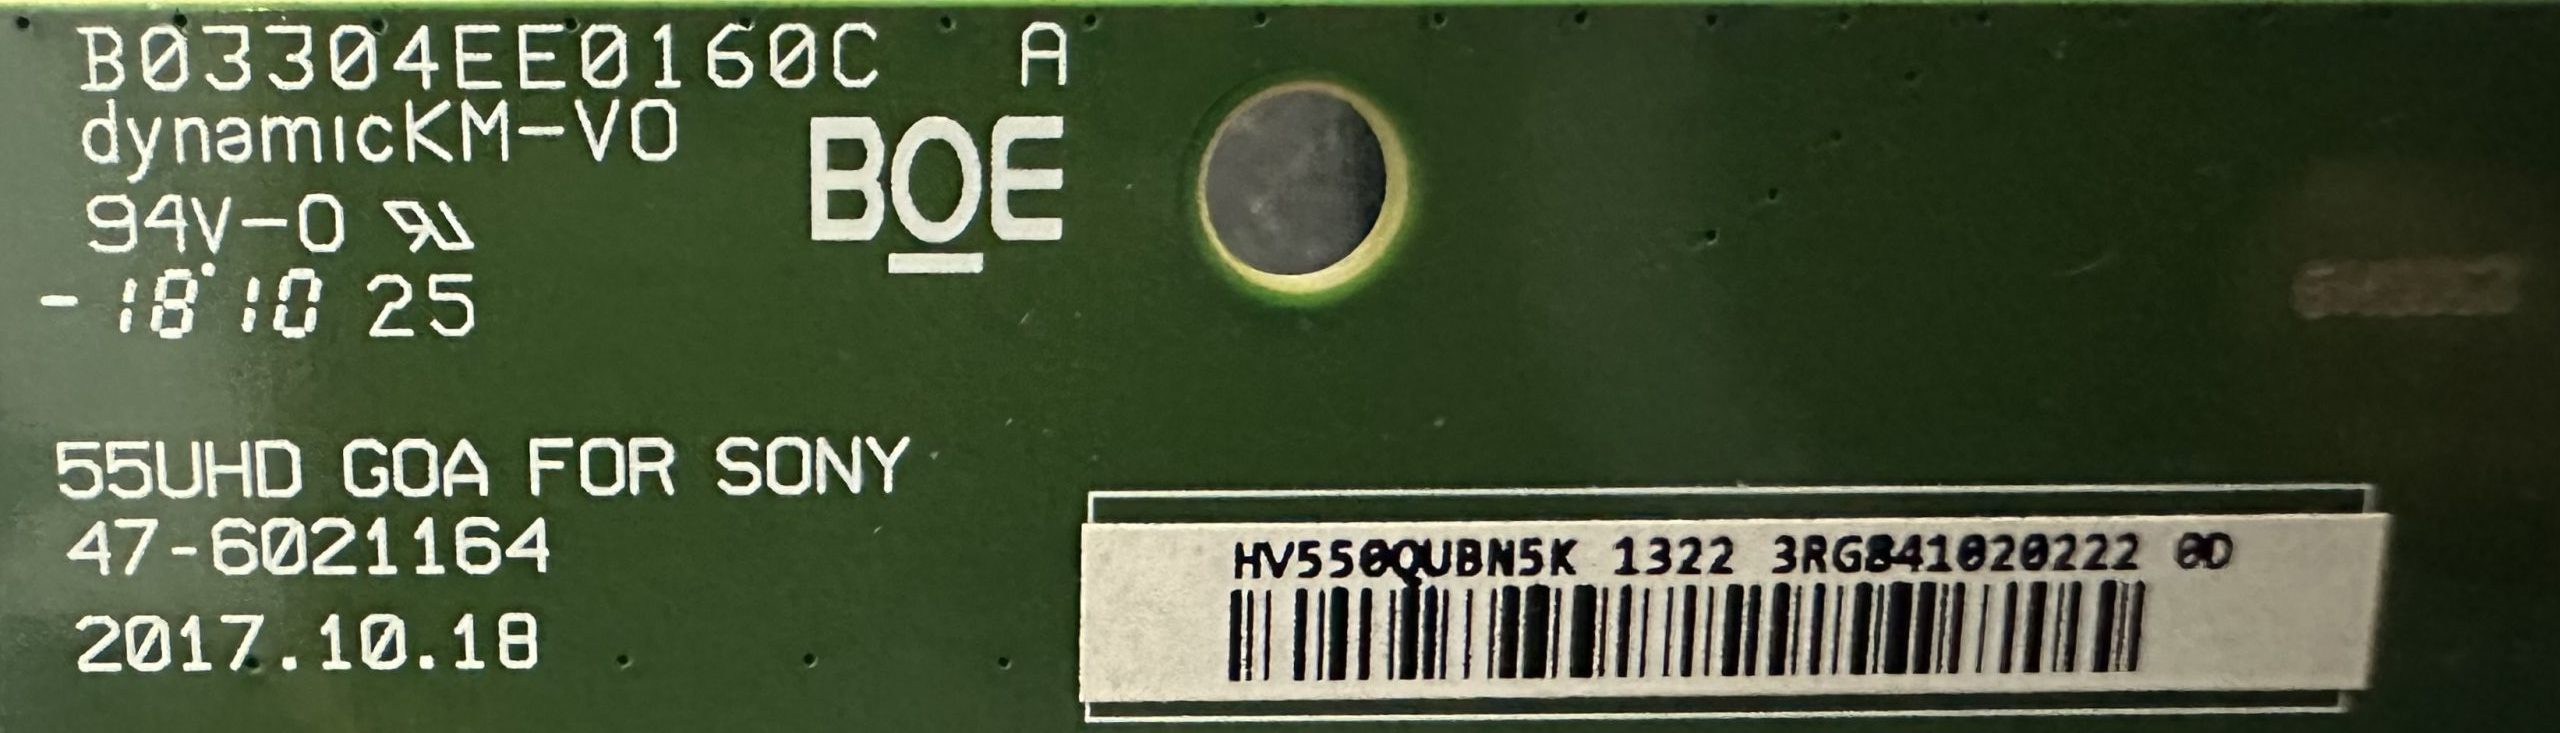 B03304EE0160C A
dynamicKM-V0
BOE
94V-0
-18 10 25
55UHD GOA FOR SONY
47-6021164
2017.10.18
HV550QUBN5K 1322 3RG841020222 0D